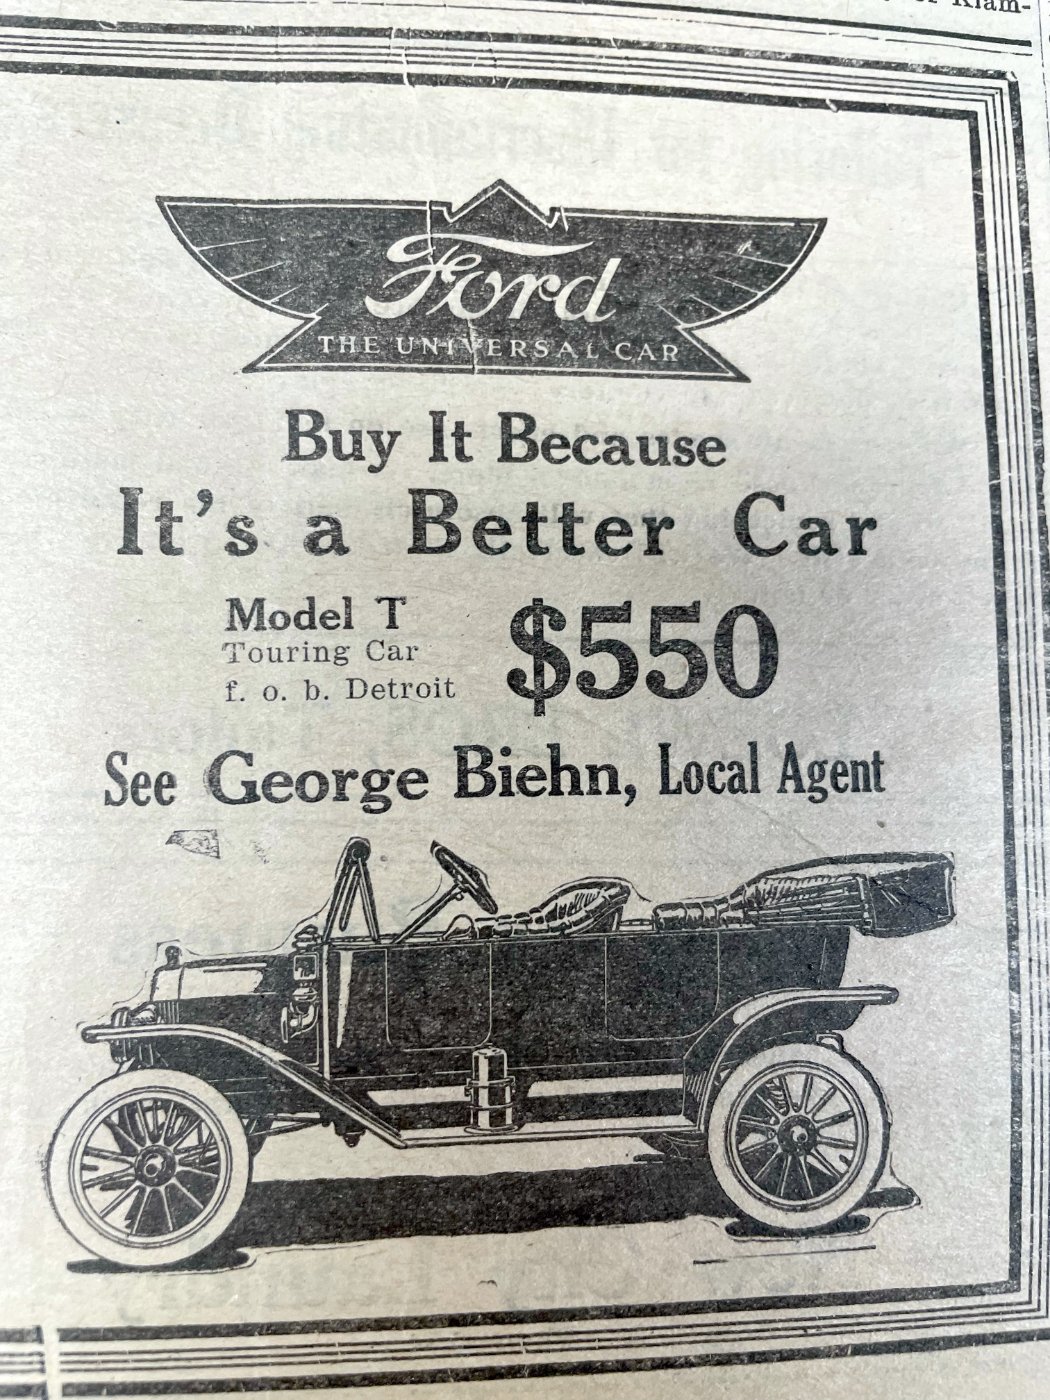 Klam-
Ford
THE UNIVERSAL CAR
Buy It Because
It's a Better Car
Model T
Touring Car
f. o. b. Detroit
$550
See George Biehn, Local Agent